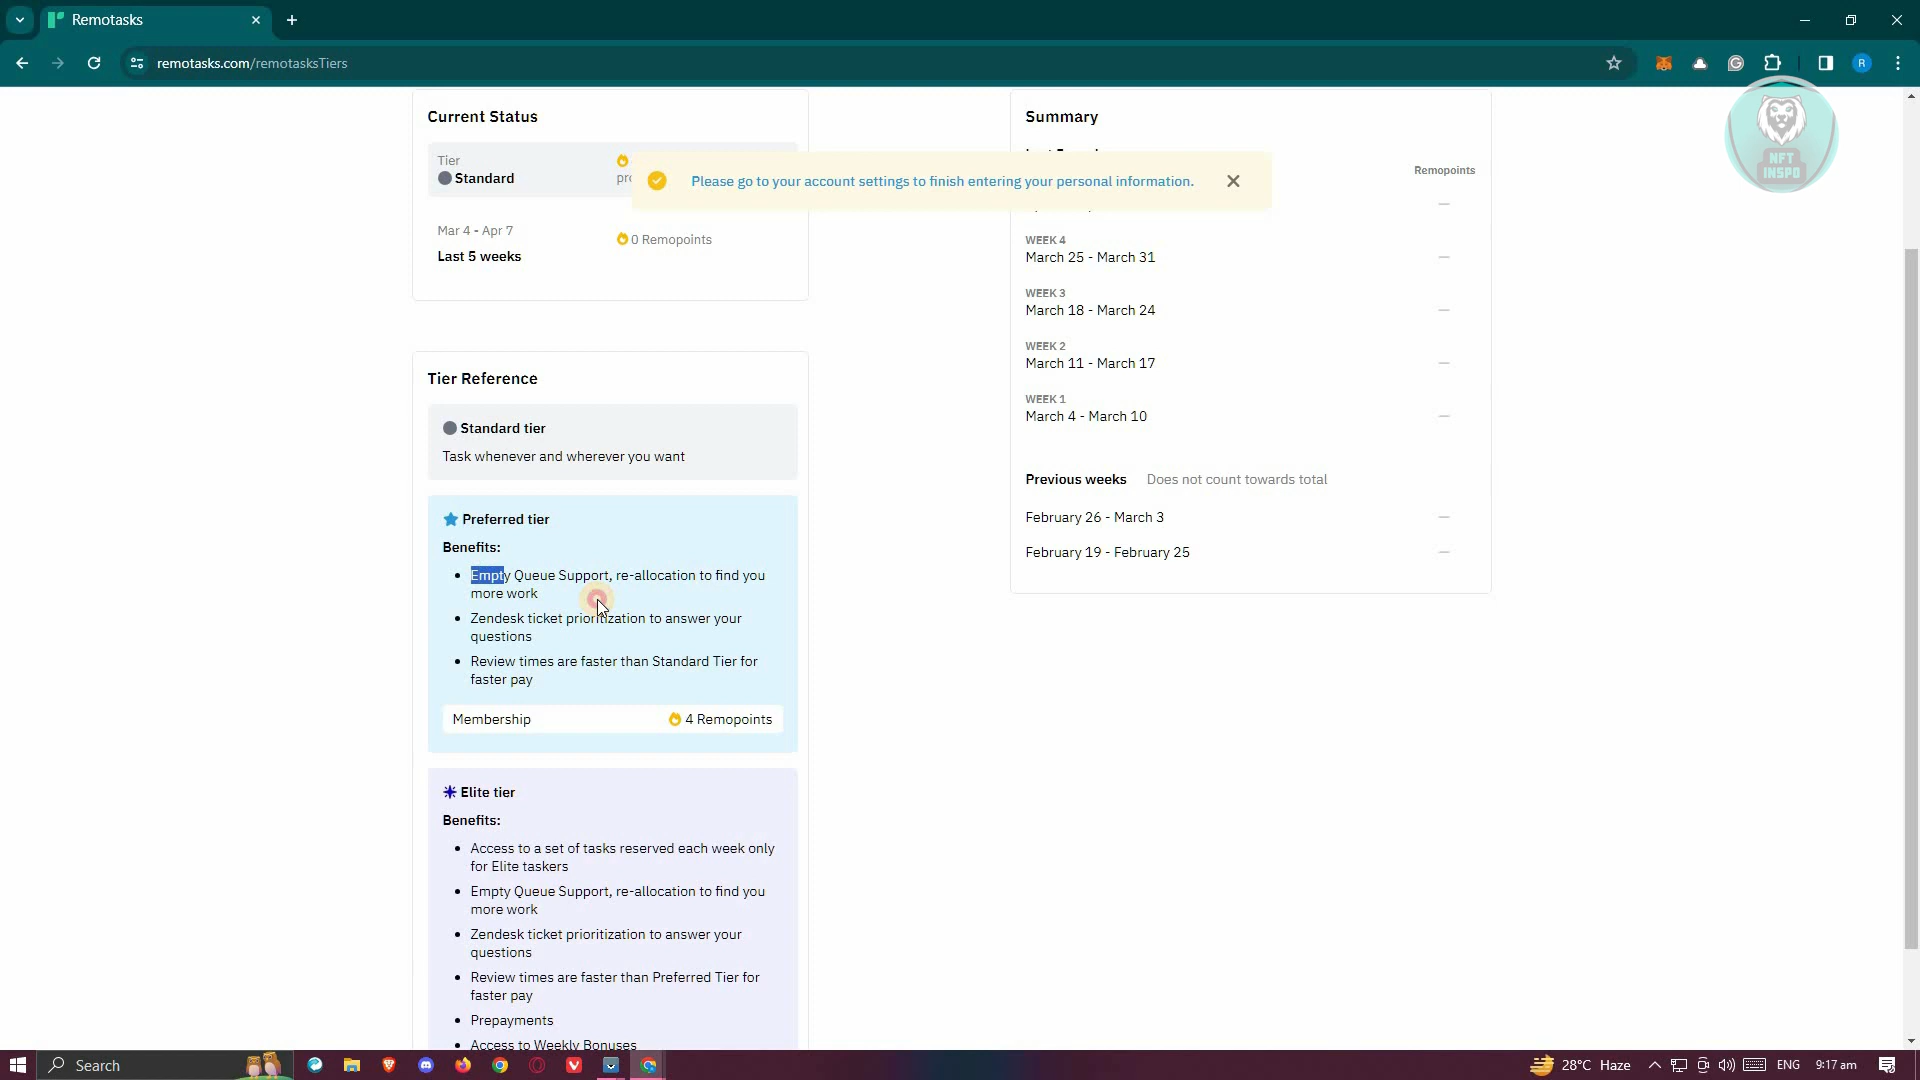 Remotasks
remotasks.com/remotasksTiers
R
NFT
INSPO
Current Status
Tier
Standard
Please go to your account settings to finish entering your personal information.
Mar 4 - Apr 7
Last 5 weeks
0 Remopoints
Tier Reference
Standard tier
Task whenever and wherever you want
Preferred tier
Benefits:
Empty Queue Support, re-allocation to find you
more work
Zendesk ticket prioritization to answer your
questions
Review times are faster than Standard Tier for
faster pay
Membership
4 Remopoints
Elite tier
Benefits:
Access to a set of tasks reserved each week only
for Elite taskers
Empty Queue Support, re-allocation to find you
more work
Zendesk ticket prioritization to answer your
questions
Review times are faster than Preferred Tier for
faster pay
Prepayments
Access to Weekly Bonuses
Summary
Remopoints
WEEK 4
March 25 - March 31
WEEK 3
March 18 - March 24
WEEK 2
March 11 - March 17
WEEK 1
March 4 - March 10
Previous weeks Does not count towards total
February 26 - March 3
February 19 - February 25
Search
28°C Haze
ENG
9:17 am